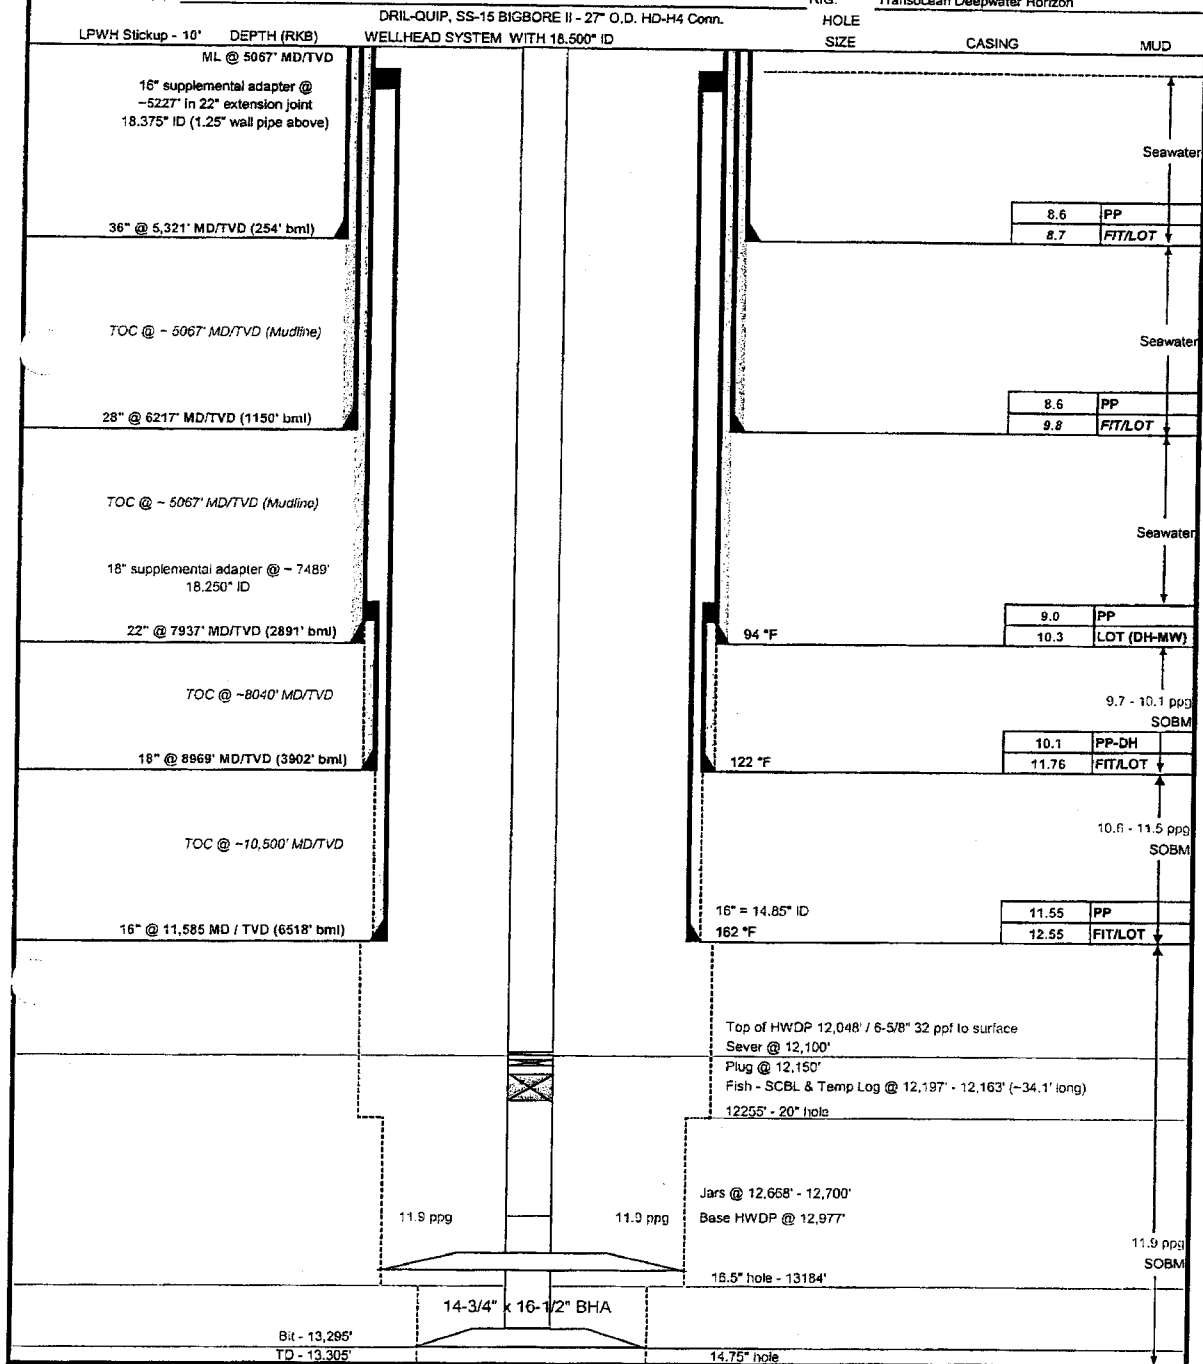 RIG: Transocean Deepwater Horizon
DRIL-QUIP, SS-15 BIGBORE II - 27" O.D. HD-H4 Conn.
HOLE
LPWH Stickup - 10' DEPTH (RKB) WELLHEAD SYSTEM WITH 18.500" ID SIZE CASING MUD
ML @ 5067' MD/TVD
16" supplemental adapter @
~5227' in 22" extension joint
18.375" ID (1.25" wall pipe above)
Seawater
36" @ 5,321' MD/TVD (254' bml)
8.6 PP
8.7 FIT/LOT
TOC @ ~ 5067' MD/TVD (Mudline)
Seawater
28" @ 6217' MD/TVD (1150' bml)
8.6 PP
9.8 FIT/LOT
TOC @ ~ 5067' MD/TVD (Mudline)
Seawater
18" supplemental adapter @ ~ 7489'
18.250" ID
22" @ 7937' MD/TVD (2891' bml)
94 °F
9.0 PP
10.3 LOT (DH-MW)
TOC @ ~8040' MD/TVD
9.7 - 10.1 ppg
SOBM
18" @ 8969' MD/TVD (3902' bml)
122 °F
10.1 PP-DH
11.76 FIT/LOT
TOC @ ~10,500' MD/TVD
10.6 - 11.5 ppg
SOBM
16" = 14.85" ID
16" @ 11,585 MD / TVD (6518' bml)
162 °F
11.55 PP
12.55 FIT/LOT
Top of HWDP 12,048' / 6-5/8" 32 ppf to surface
Sever @ 12,100'
Plug @ 12,150'
Fish - SCBL & Temp Log @ 12,197' - 12,163' (~34.1' long)
12255' - 20" hole
Jars @ 12,668' - 12,700'
11.9 ppg 11.9 ppg Base HWDP @ 12,977'
11.9 ppg
SOBM
16.5" hole - 13184'
14-3/4" x 16-1/2" BHA
Bit - 13,295'
TD - 13,305'
14.75" hole